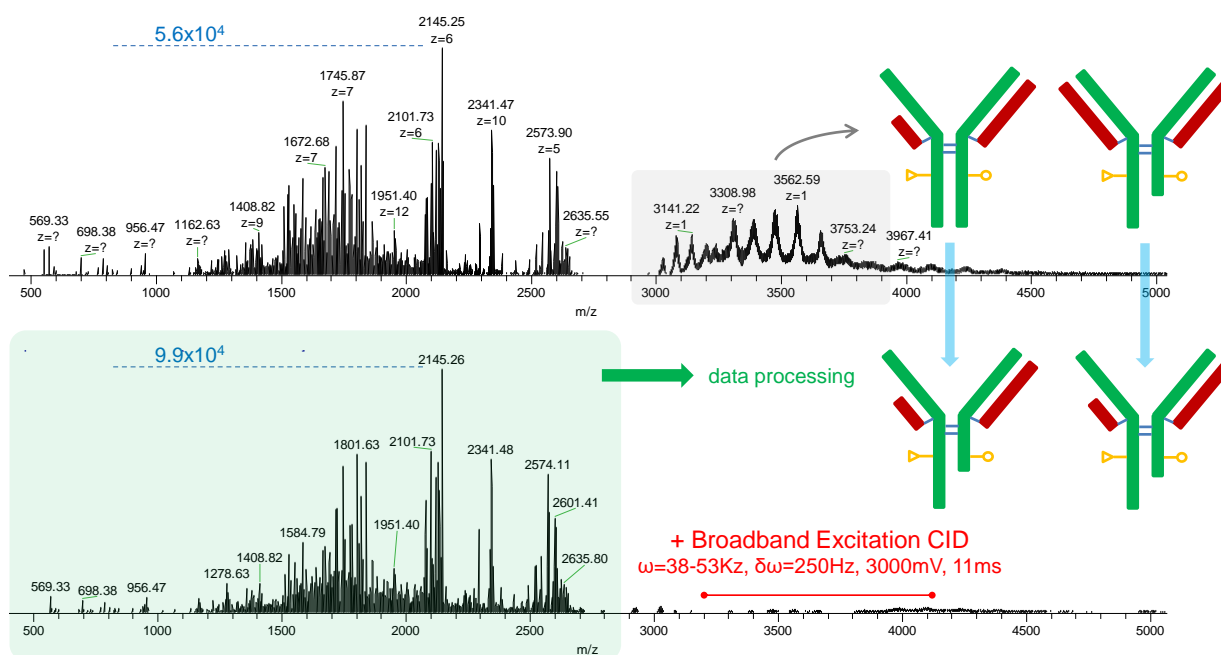 5.6x10⁴
2145.25
z=6
1745.87
z=7
2101.73
z=6
2341.47
z=10
2573.90
z=5
1672.68
z=7
1951.40
z=12
1408.82
z=9
1162.63
z=?
569.33
z=?
698.38
z=?
956.47
z=?
2635.55
z=?
3141.22
z=1
3308.98
z=?
3562.59
z=1
3753.24
z=?
3967.41
z=?
500 1000 1500 2000 2500 3000 3500 4000 4500 5000
m/z m/z
9.9x10⁴
2145.26
data processing
1801.63
2101.73
2341.48
2574.11
2601.41
1584.79
1951.40
2635.80
1408.82
1278.63
569.33
698.38
956.47
+ Broadband Excitation CID
ω=38-53Kz, δω=250Hz, 3000mV, 11ms
500 1000 1500 2000 2500 3000 3500 4000 4500 5000
m/z m/z